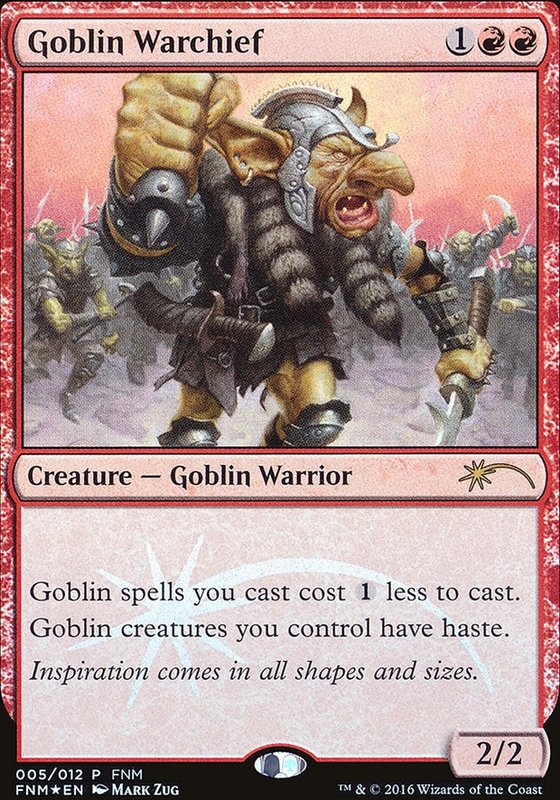 Goblin Warchief 1
Creature — Goblin Warrior
Goblin spells you cast cost 1 less to cast.
Goblin creatures you control have haste.
Inspiration comes in all shapes and sizes.
2/2
005/012 P FNM
FNM★EN Mark Zug
™ & © 2016 Wizards of the Coast